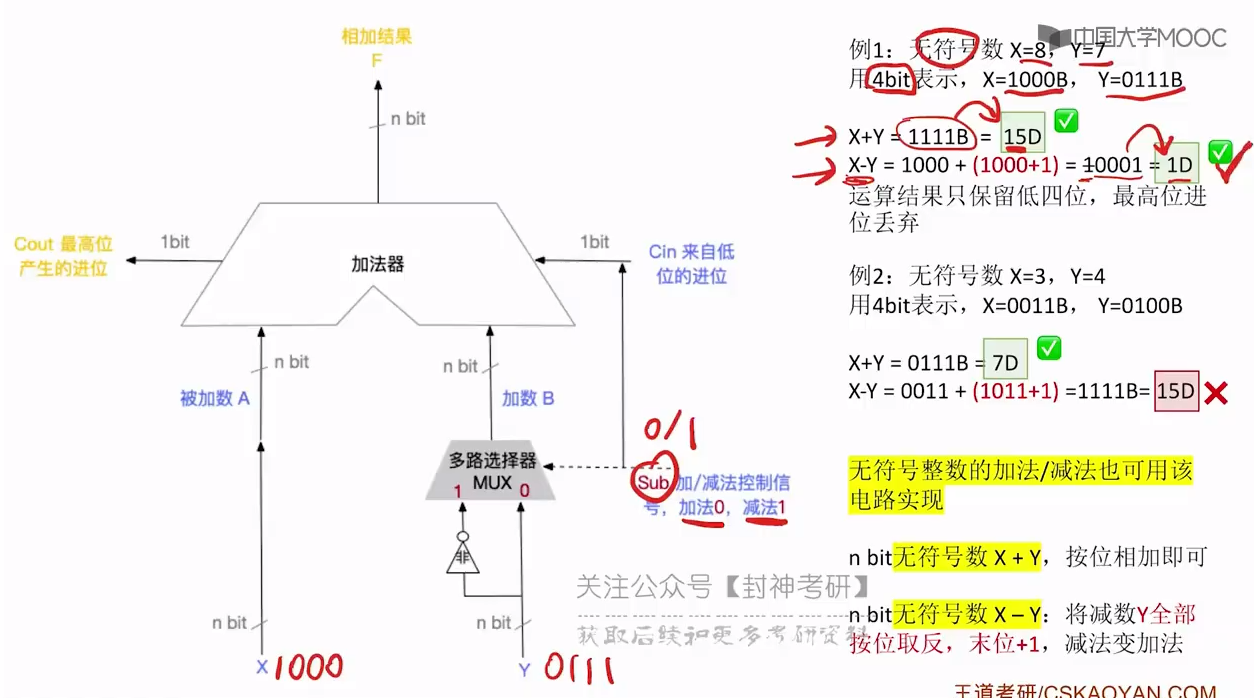 中国大学MOOC
相加结果
F
n bit
Cout 最高位
产生的进位
1bit
加法器
1bit
Cin 来自低
位的进位
n bit
n bit
被加数 A
加数 B
0/1
多路选择器
MUX
1 0
Sub 加/减法控制信
号，加法0，减法1
非
n bit
n bit
X 1000
Y 0111
例1：无符号数 X=8，Y=7
用4bit表示，X=1000B， Y=0111B
X+Y = 1111B = 15D
X-Y = 1000 + (1000+1) = 10001 = 1D
运算结果只保留低四位，最高位进
位丢弃
例2：无符号数 X=3，Y=4
用4bit表示，X=0011B， Y=0100B
X+Y = 0111B = 7D
X-Y = 0011 + (1011+1) =1111B= 15D
无符号整数的加法/减法也可用该
电路实现
n bit无符号数 X + Y，按位相加即可
n bit无符号数 X – Y：将减数Y全部
按位取反，末位+1，减法变加法
关注公众号【封神考研】
获取后续和更多考研资料
王道考研/CSKAOYAN.COM